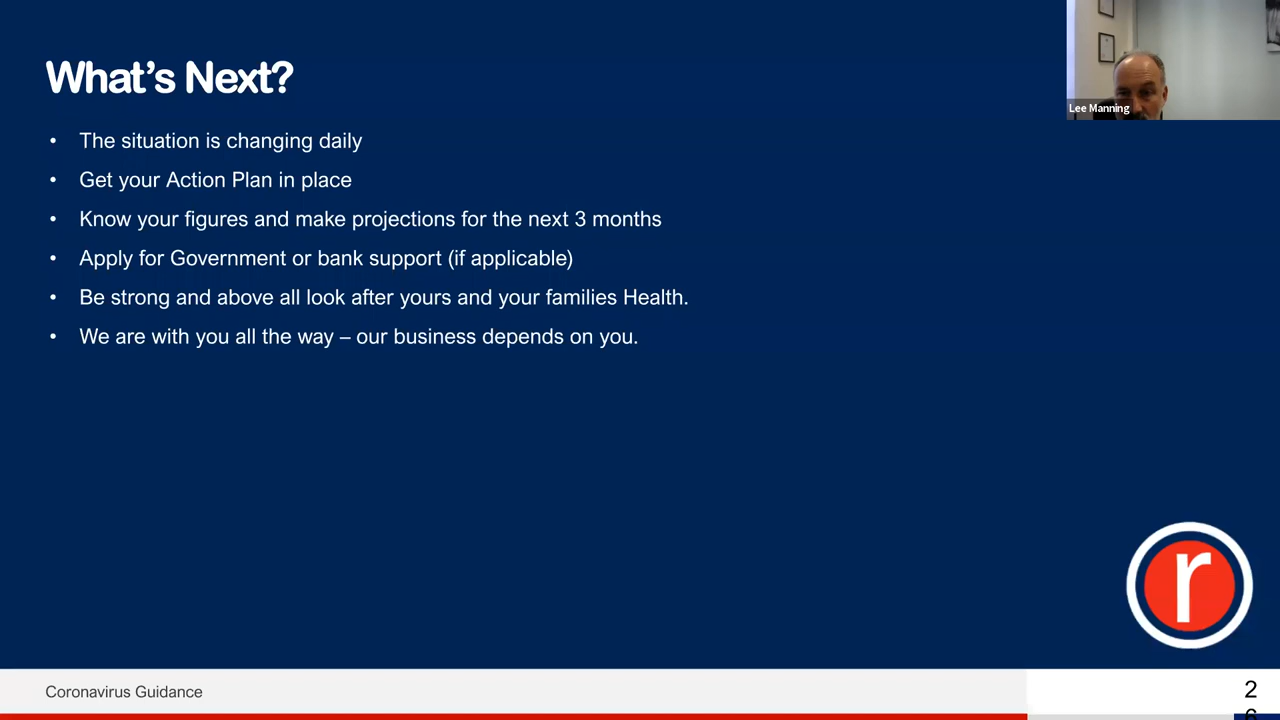 What's Next?
Lee Manning
• The situation is changing daily
• Get your Action Plan in place
• Know your figures and make projections for the next 3 months
• Apply for Government or bank support (if applicable)
• Be strong and above all look after yours and your families Health.
• We are with you all the way – our business depends on you.
r
Coronavirus Guidance
2
6